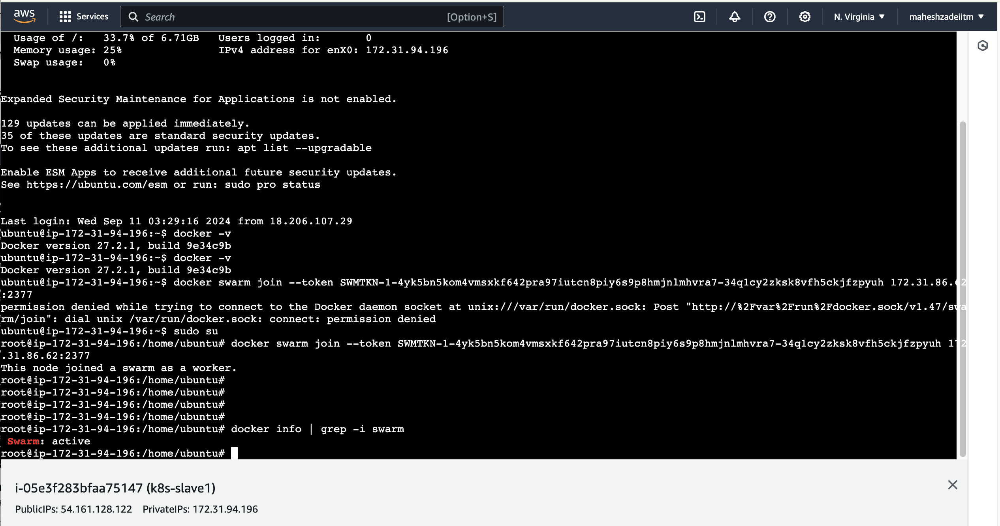 aws Services Search [Option+S] N. Virginia maheshzadeiitm
Usage of /: 33.7% of 6.71GB Users logged in: 0
Memory usage: 25% IPv4 address for enX0: 172.31.94.196
Swap usage: 0%
Expanded Security Maintenance for Applications is not enabled.
129 updates can be applied immediately.
35 of these updates are standard security updates.
To see these additional updates run: apt list --upgradable
Enable ESM Apps to receive additional future security updates.
See https://ubuntu.com/esm or run: sudo pro status
Last login: Wed Sep 11 03:29:16 2024 from 18.206.107.29
ubuntu@ip-172-31-94-196:~$ docker -v
Docker version 27.2.1, build 9e34c9b
ubuntu@ip-172-31-94-196:~$ docker -v
Docker version 27.2.1, build 9e34c9b
ubuntu@ip-172-31-94-196:~$ docker swarm join --token SWMTKN-1-4yk5bn5kom4vmsxkf642pra97iutcn8piy6s9p8hmjnlmhvra7-34q1cy2zksk8vfh5ckjfzpyuh 172.31.86.62
:2377
permission denied while trying to connect to the Docker daemon socket at unix:///var/run/docker.sock: Post "http://%2Fvar%2Frun%2Fdocker.sock/v1.47/swa
rm/join": dial unix /var/run/docker.sock: connect: permission denied
ubuntu@ip-172-31-94-196:~$ sudo su
root@ip-172-31-94-196:/home/ubuntu# docker swarm join --token SWMTKN-1-4yk5bn5kom4vmsxkf642pra97iutcn8piy6s9p8hmjnlmhvra7-34q1cy2zksk8vfh5ckjfzpyuh 172
.31.86.62:2377
This node joined a swarm as a worker.
root@ip-172-31-94-196:/home/ubuntu#
root@ip-172-31-94-196:/home/ubuntu#
root@ip-172-31-94-196:/home/ubuntu#
root@ip-172-31-94-196:/home/ubuntu#
root@ip-172-31-94-196:/home/ubuntu# docker info | grep -i swarm
Swarm: active
root@ip-172-31-94-196:/home/ubuntu#
i-05e3f283bfaa75147 (k8s-slave1)
PublicIPs: 54.161.128.122 PrivateIPs: 172.31.94.196